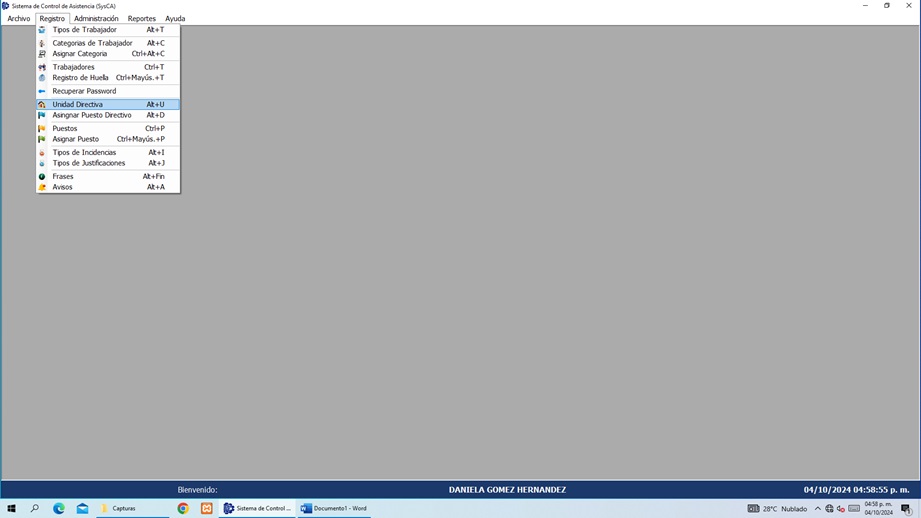 Sistema de Control de Asistencia (SysCA)
Archivo Registro Administración Reportes Ayuda
Tipos de Trabajador Alt+T
Categorias de Trabajador Alt+C
Asignar Categoria Ctrl+Alt+C
Trabajadores Ctrl+T
Registro de Huella Ctrl+Mayús.+T
Recuperar Password
Unidad Directiva Alt+U
Asingnar Puesto Directivo Alt+D
Puestos Ctrl+P
Asignar Puesto Ctrl+Mayús.+P
Tipos de Incidencias Alt+I
Tipos de Justificaciones Alt+J
Frases Alt+Fin
Avisos Alt+A
Bienvenido: DANIELA GOMEZ HERNANDEZ 04/10/2024 04:58:55 p. m.
Capturas Sistema de Control ... Documento1 - Word 28°C Nublado 04:58 p. m.
04/10/2024